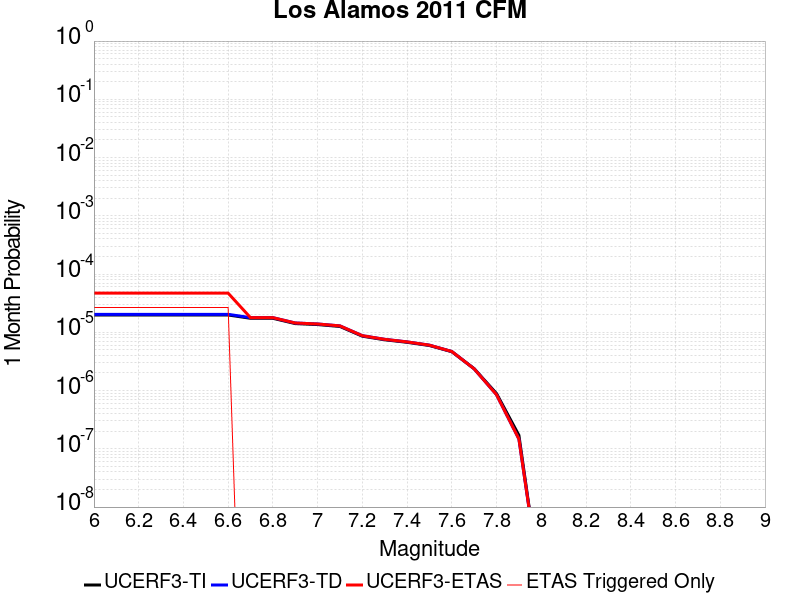 Los Alamos 2011 CFM
1 Month Probability
10^0
10^-1
10^-2
10^-3
10^-4
10^-5
10^-6
10^-7
10^-8
6 6.2 6.4 6.6 6.8 7 7.2 7.4 7.6 7.8 8 8.2 8.4 8.6 8.8 9
Magnitude
UCERF3-TI UCERF3-TD UCERF3-ETAS ETAS Triggered Only